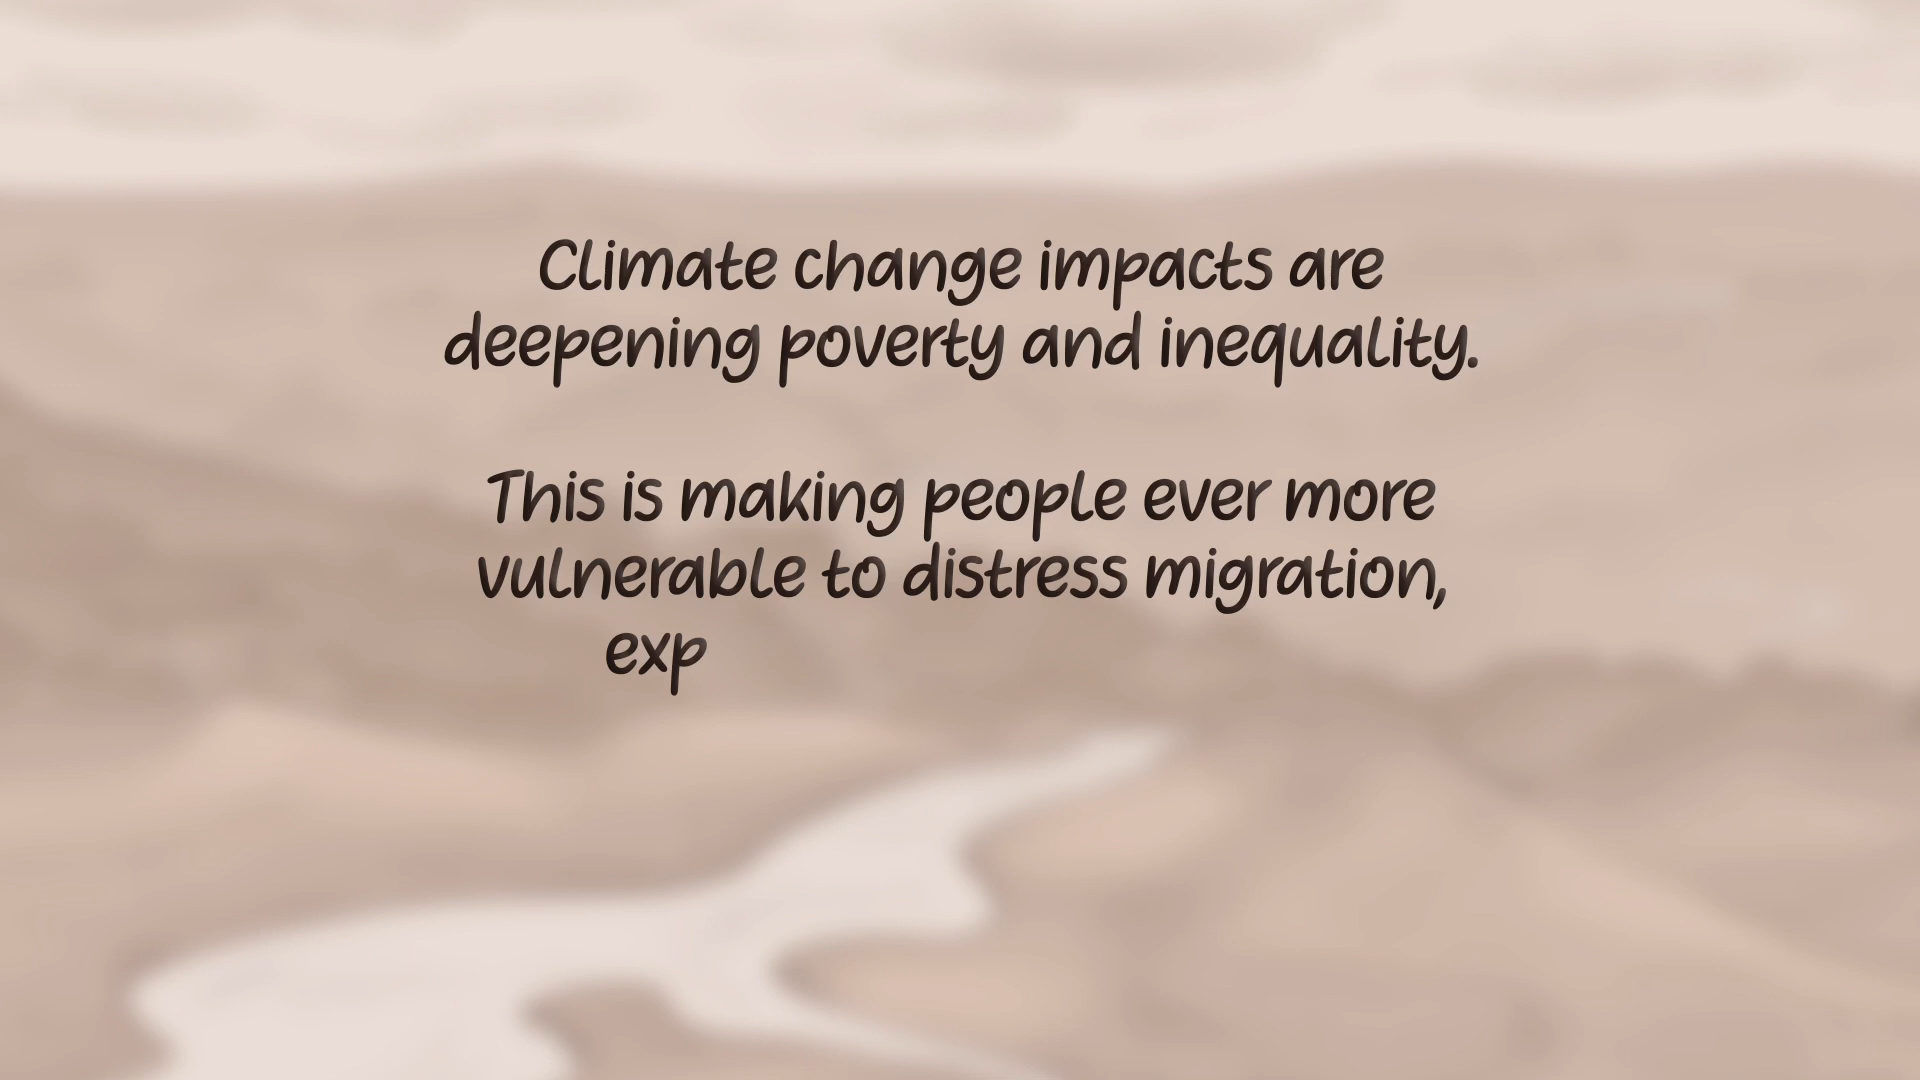 Climate change impacts are
deepening poverty and inequality.
This is making people ever more
vulnerable to distress migration,
exp